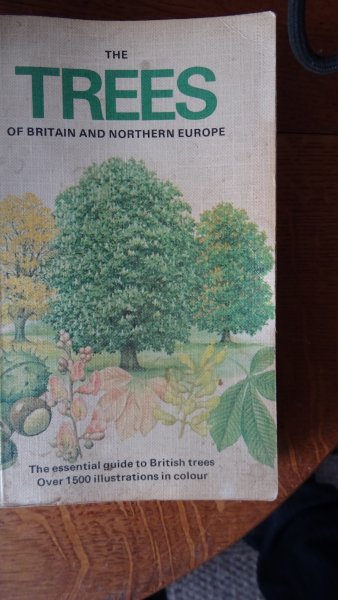 THE
TREES
OF BRITAIN AND NORTHERN EUROPE
The essential guide to British trees
Over 1500 illustrations in colour